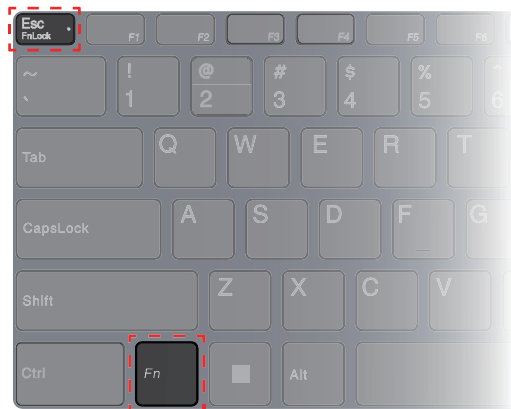 Esc
FnLock
F1
F2
F3
F4
F5
F6
~
`
!
1
@
2
#
3
$
4
%
5
^
6
Tab
Q
W
E
R
T
CapsLock
A
S
D
F
G
Shift
Z
X
C
V
Ctrl
Fn
Alt